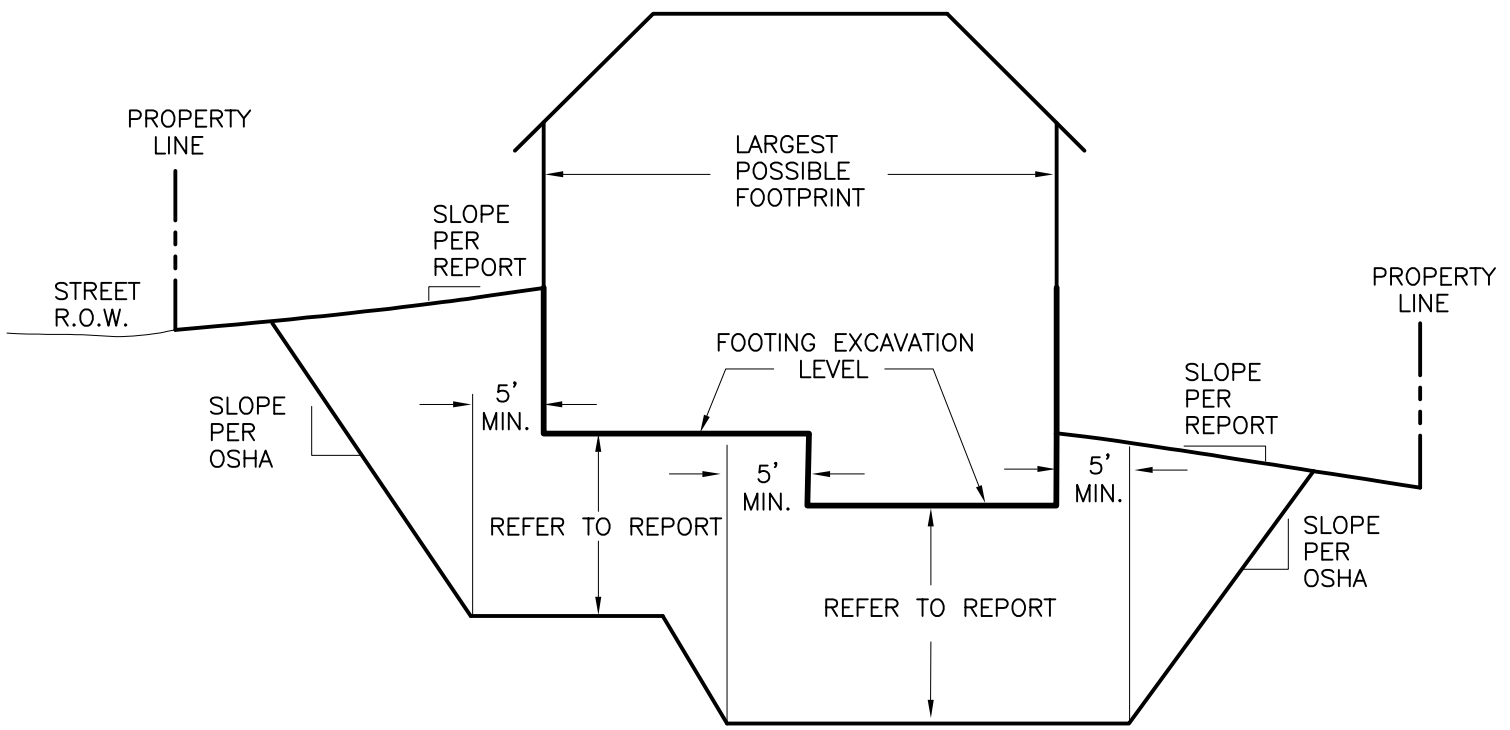 PROPERTY
LINE
LARGEST
POSSIBLE
FOOTPRINT
SLOPE
PER
REPORT
STREET
R.O.W.
PROPERTY
LINE
FOOTING EXCAVATION
LEVEL
SLOPE
PER
REPORT
5'
MIN.
SLOPE
PER
OSHA
5'
MIN.
5'
MIN.
REFER TO REPORT
SLOPE
PER
OSHA
REFER TO REPORT